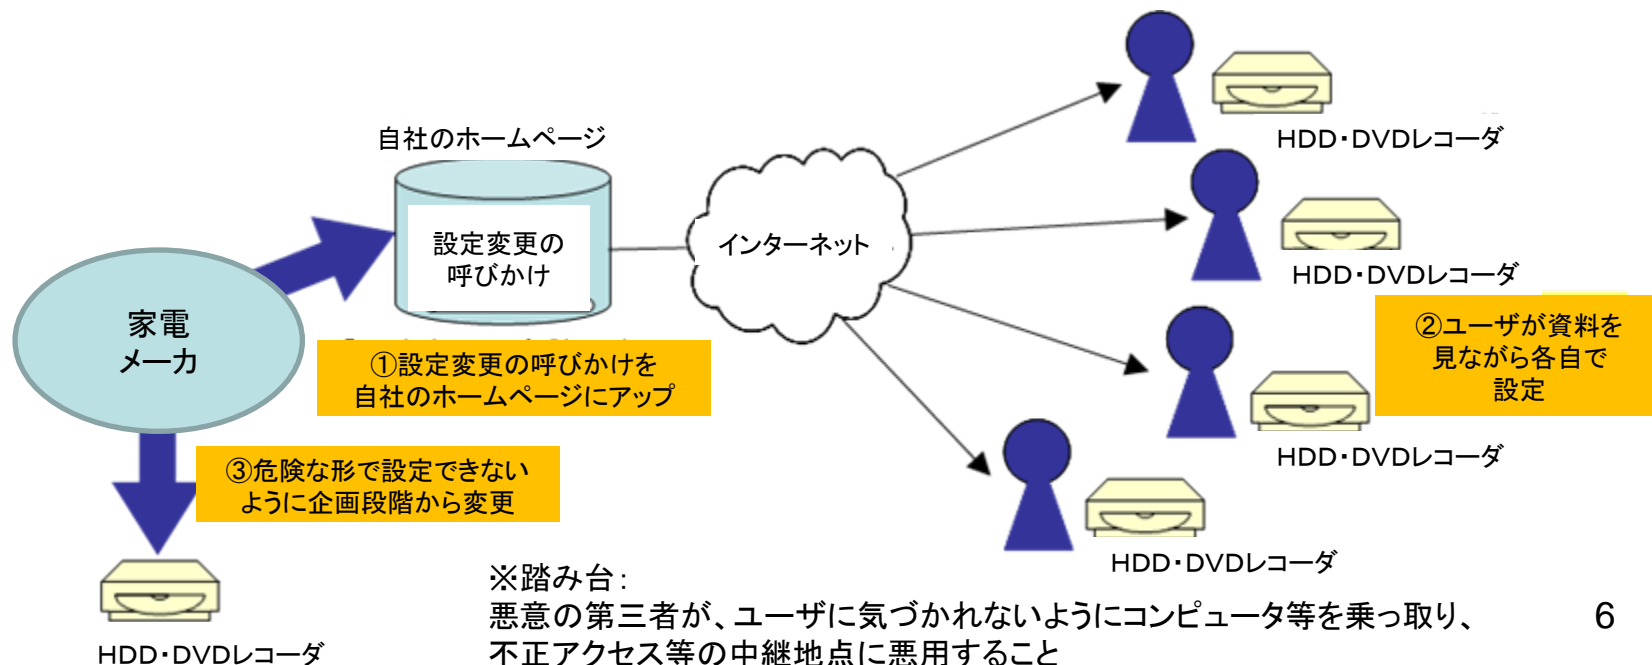 HDD・DVDレコーダ
自社のホームページ
設定変更の
呼びかけ
インターネット
HDD・DVDレコーダ
家電
メーカ
①設定変更の呼びかけを
自社のホームページにアップ
②ユーザが資料を
見ながら各自で
設定
HDD・DVDレコーダ
③危険な形で設定できない
ように企画段階から変更
HDD・DVDレコーダ
HDD・DVDレコーダ
※踏み台：
悪意の第三者が、ユーザに気づかれないようにコンピュータ等を乗っ取り、
不正アクセス等の中継地点に悪用すること
6